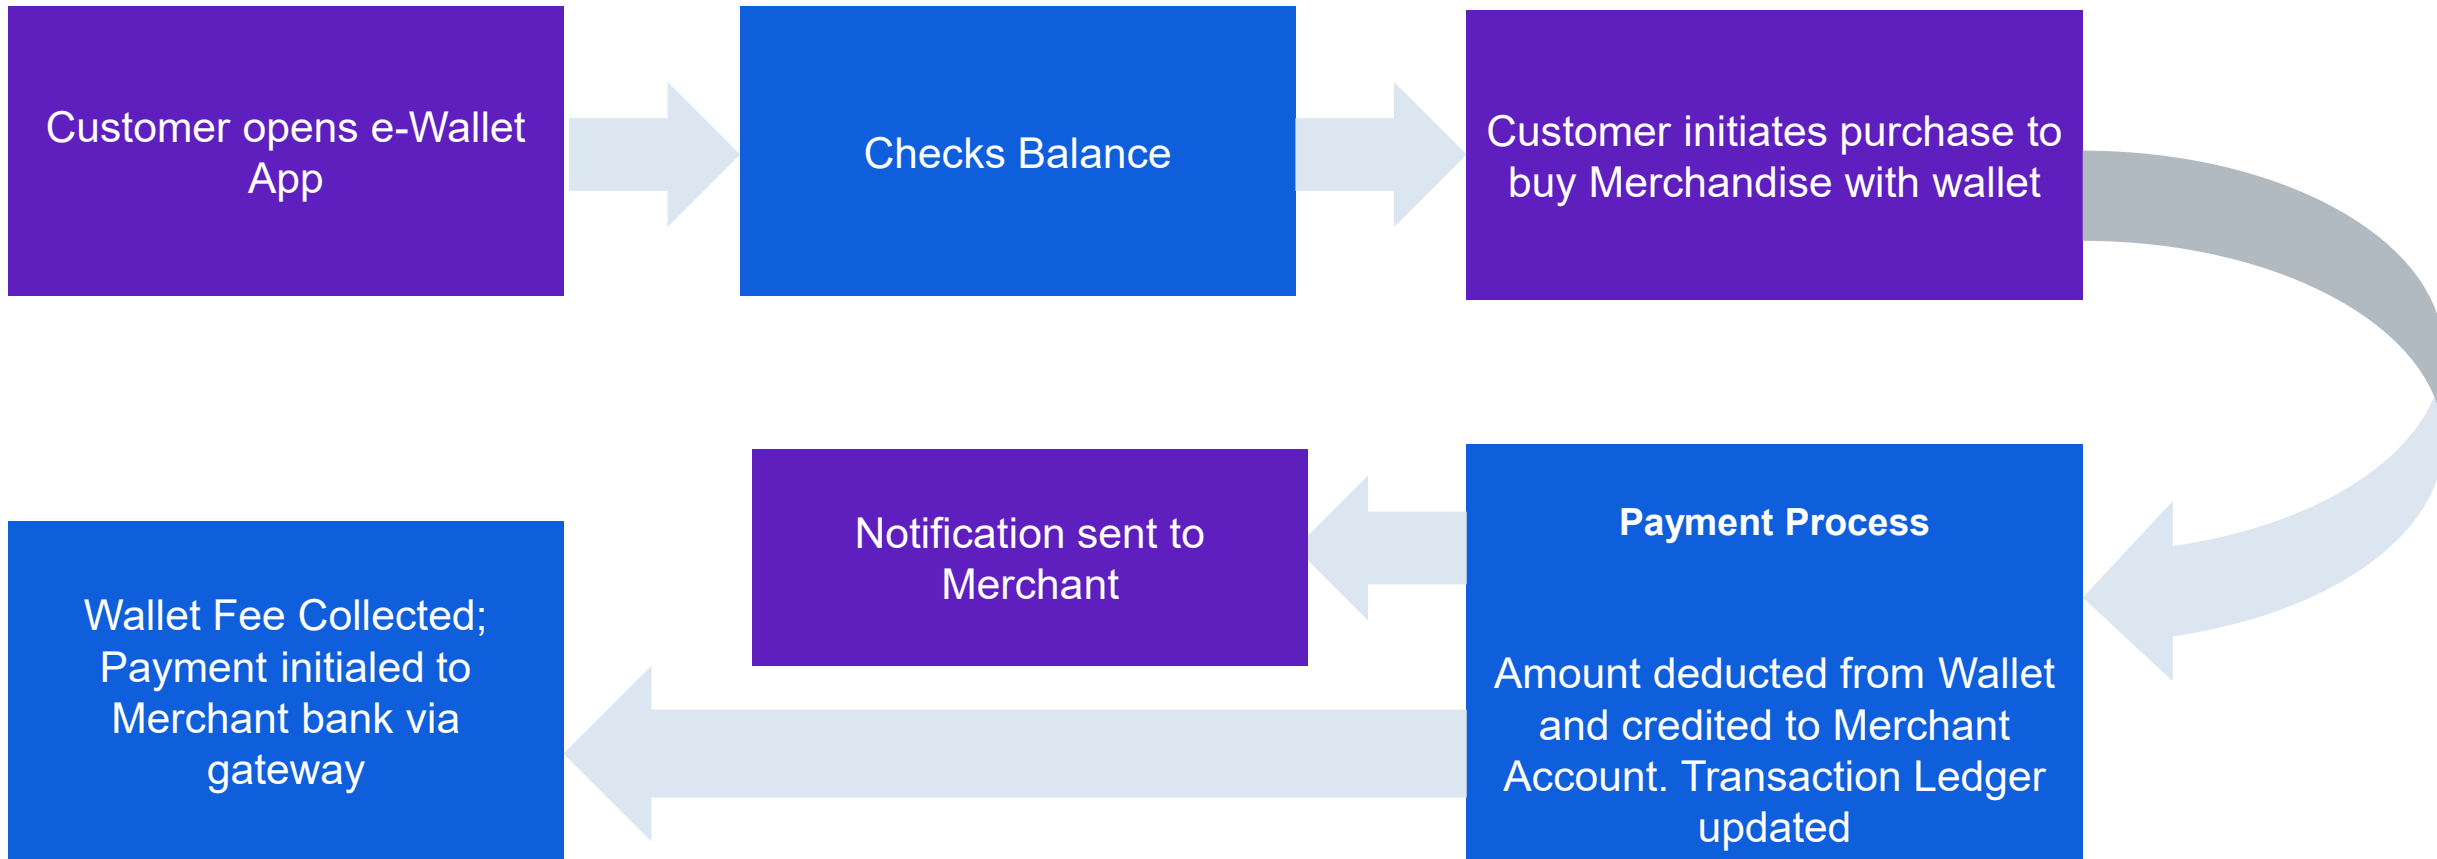 Customer opens e-Wallet
App
Checks Balance
Customer initiates purchase to
buy Merchandise with wallet
Payment Process
Amount deducted from Wallet
and credited to Merchant
Account. Transaction Ledger
updated
Notification sent to
Merchant
Wallet Fee Collected;
Payment initialed to
Merchant bank via
gateway